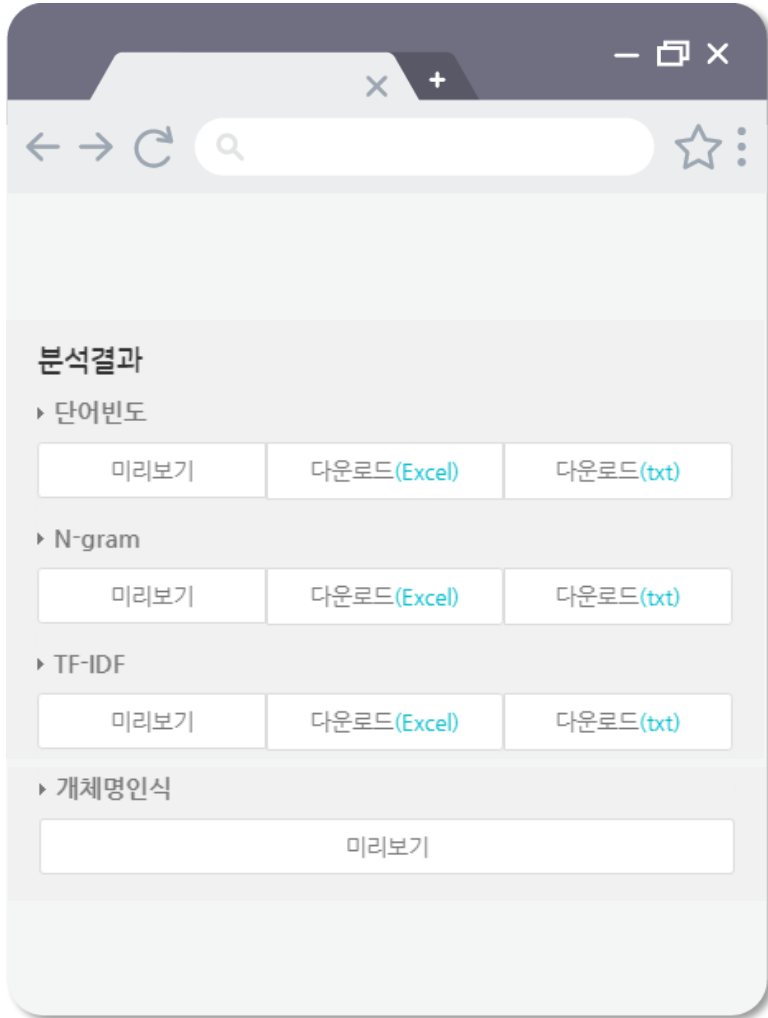 분석결과
단어빈도
미리보기 다운로드(Excel) 다운로드(txt)
N-gram
미리보기 다운로드(Excel) 다운로드(txt)
TF-IDF
미리보기 다운로드(Excel) 다운로드(txt)
개체명인식
미리보기